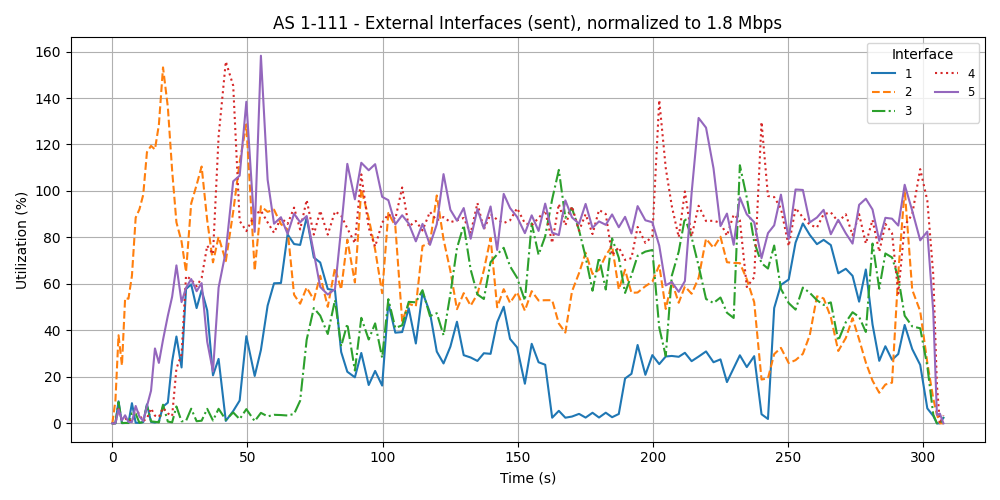 AS 1-111 - External Interfaces (sent), normalized to 1.8 Mbps
Utilization (%)
160
140
120
100
80
60
40
20
0
0 50 100 150 200 250 300
Time (s)
Interface
1 4
2 5
3